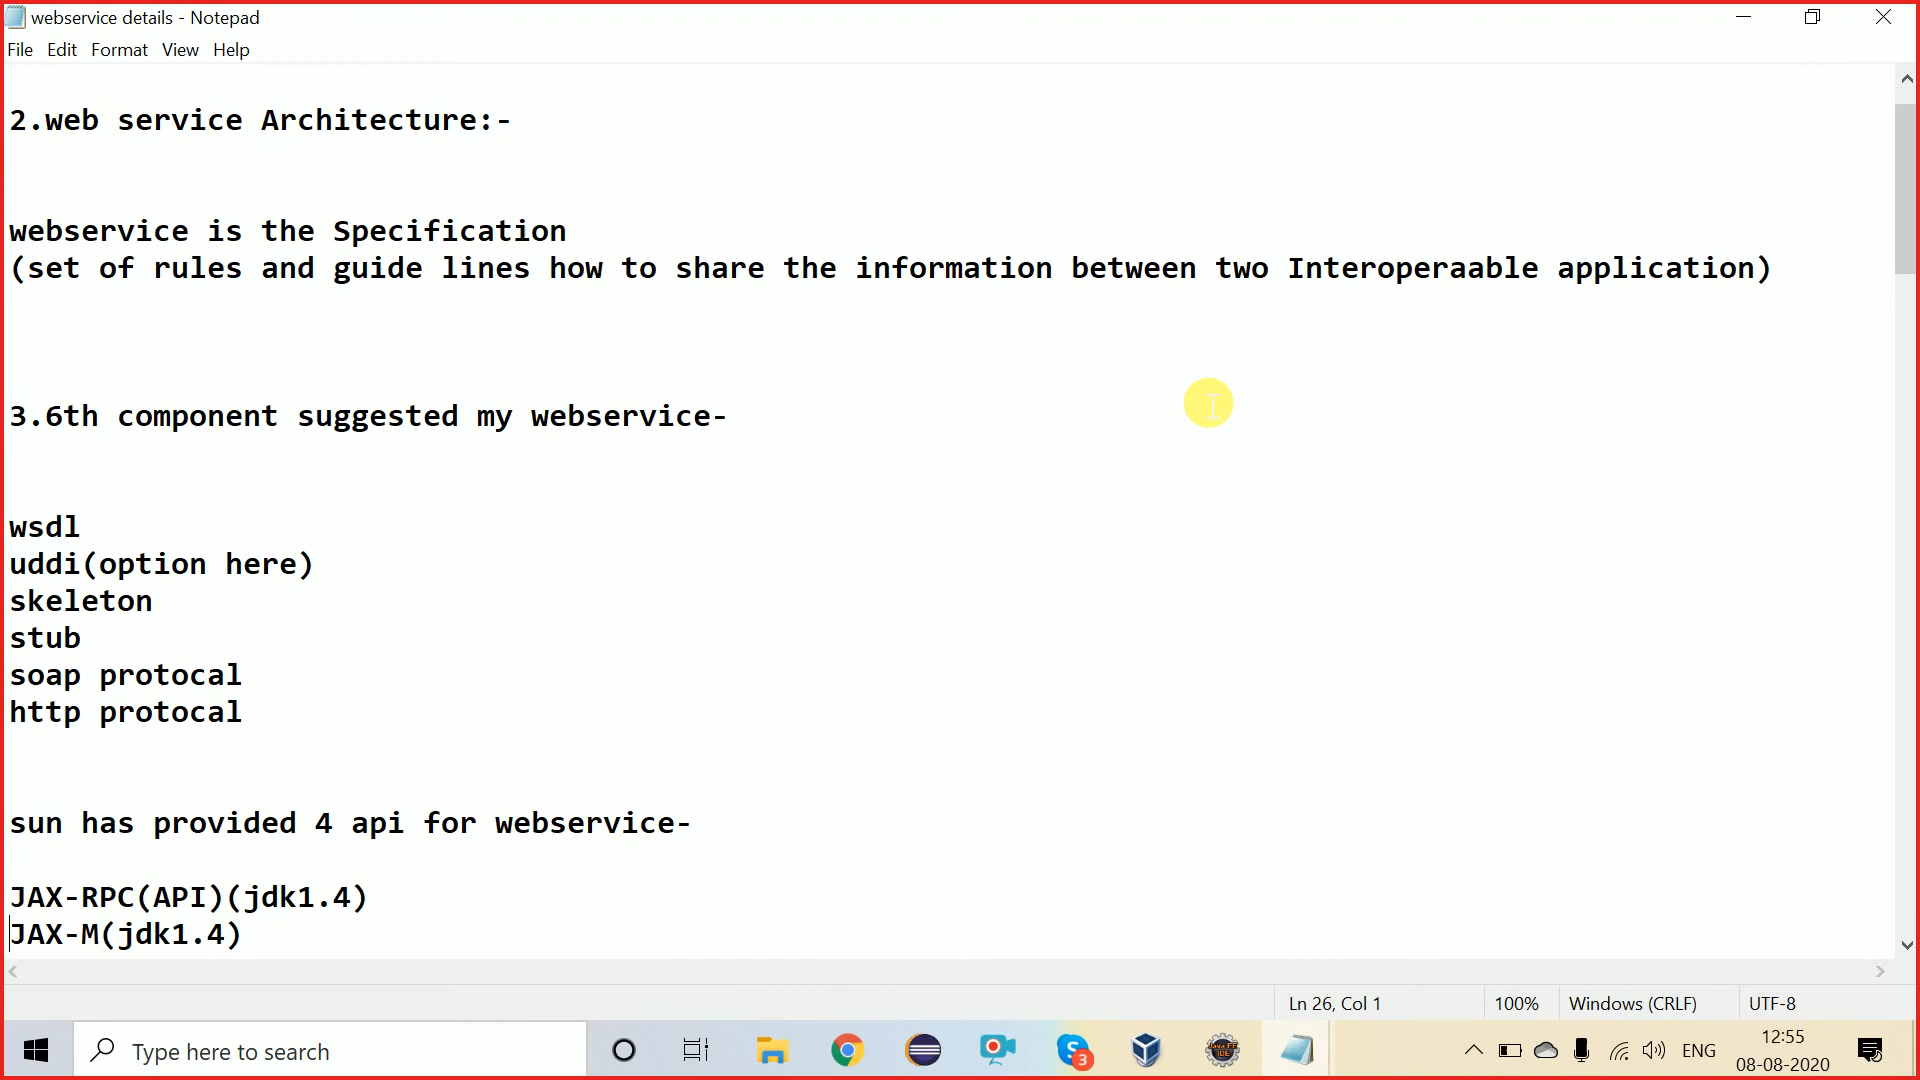 webservice details - Notepad
File Edit Format View Help
2.web service Architecture:-
webservice is the Specification
(set of rules and guide lines how to share the information between two Interoperaable application)
3.6th component suggested my webservice-
wsdl
uddi(option here)
skeleton
stub
soap protocal
http protocal
sun has provided 4 api for webservice-
JAX-RPC(API)(jdk1.4)
JAX-M(jdk1.4)
Ln 26, Col 1 100% Windows (CRLF) UTF-8
Type here to search
3
Java EE
IDE
ENG
12:55
08-08-2020